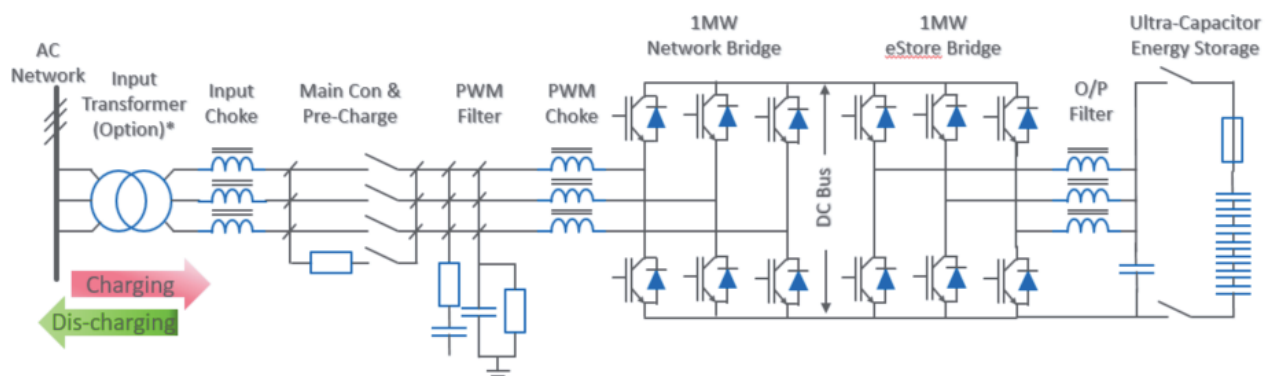 AC
Network
Input
Transformer
(Option)*
Input
Choke
Main Con &
Pre-Charge
PWM
Filter
PWM
Choke
1MW
Network Bridge
1MW
eStore Bridge
O/P
Filter
Ultra-Capacitor
Energy Storage
DC Bus
Charging
Dis-charging